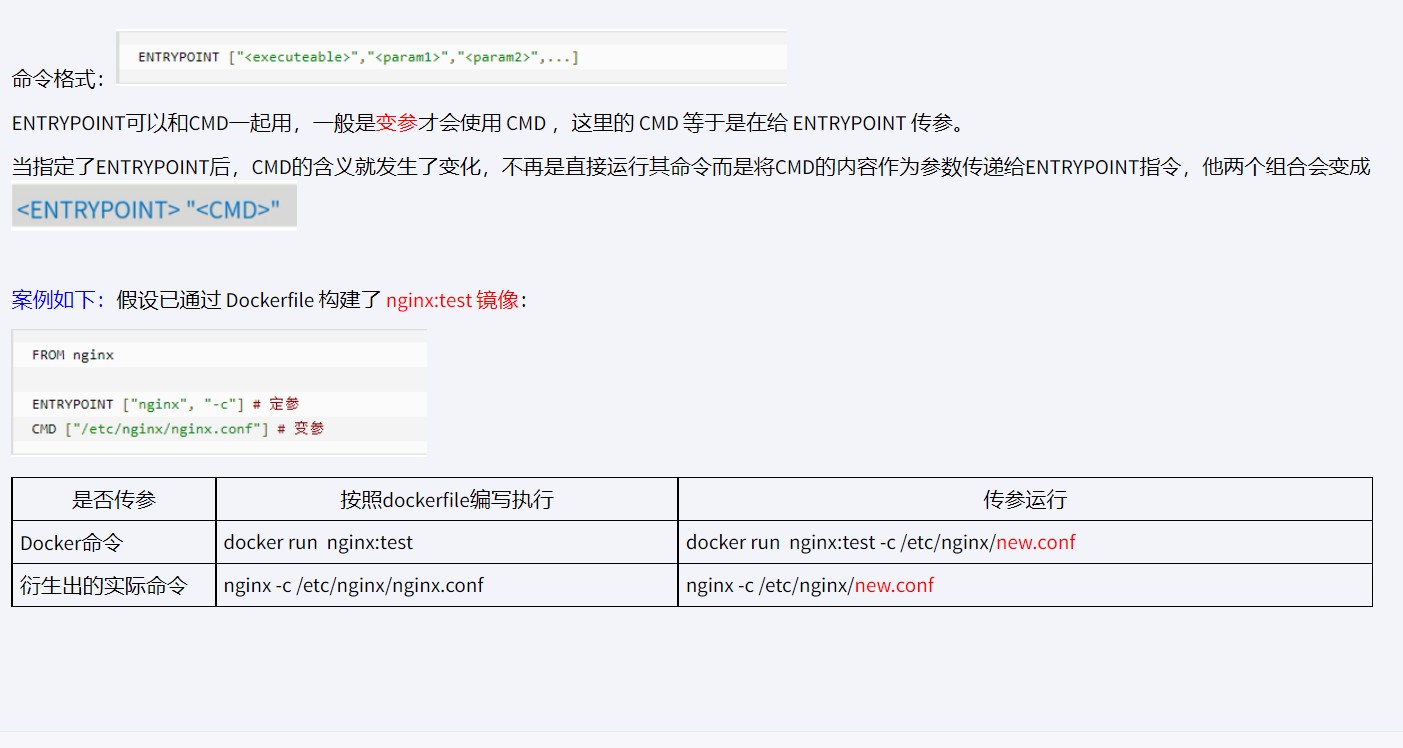 ENTRYPOINT ["<executeable>","<param1>","<param2>",...]
命令格式：
ENTRYPOINT可以和CMD一起用，一般是变参才会使用 CMD ，这里的 CMD 等于是在给 ENTRYPOINT 传参。
当指定了ENTRYPOINT后，CMD的含义就发生了变化，不再是直接运行其命令而是将CMD的内容作为参数传递给ENTRYPOINT指令，他两个组合会变成
<ENTRYPOINT> "<CMD>"
案例如下：假设已通过 Dockerfile 构建了 nginx:test 镜像：
FROM nginx
ENTRYPOINT ["nginx", "-c"] # 定参
CMD ["/etc/nginx/nginx.conf"] # 变参
是否传参 按照dockerfile编写执行 传参运行
Docker命令 docker run nginx:test docker run nginx:test -c /etc/nginx/new.conf
衍生出的实际命令 nginx -c /etc/nginx/nginx.conf nginx -c /etc/nginx/new.conf